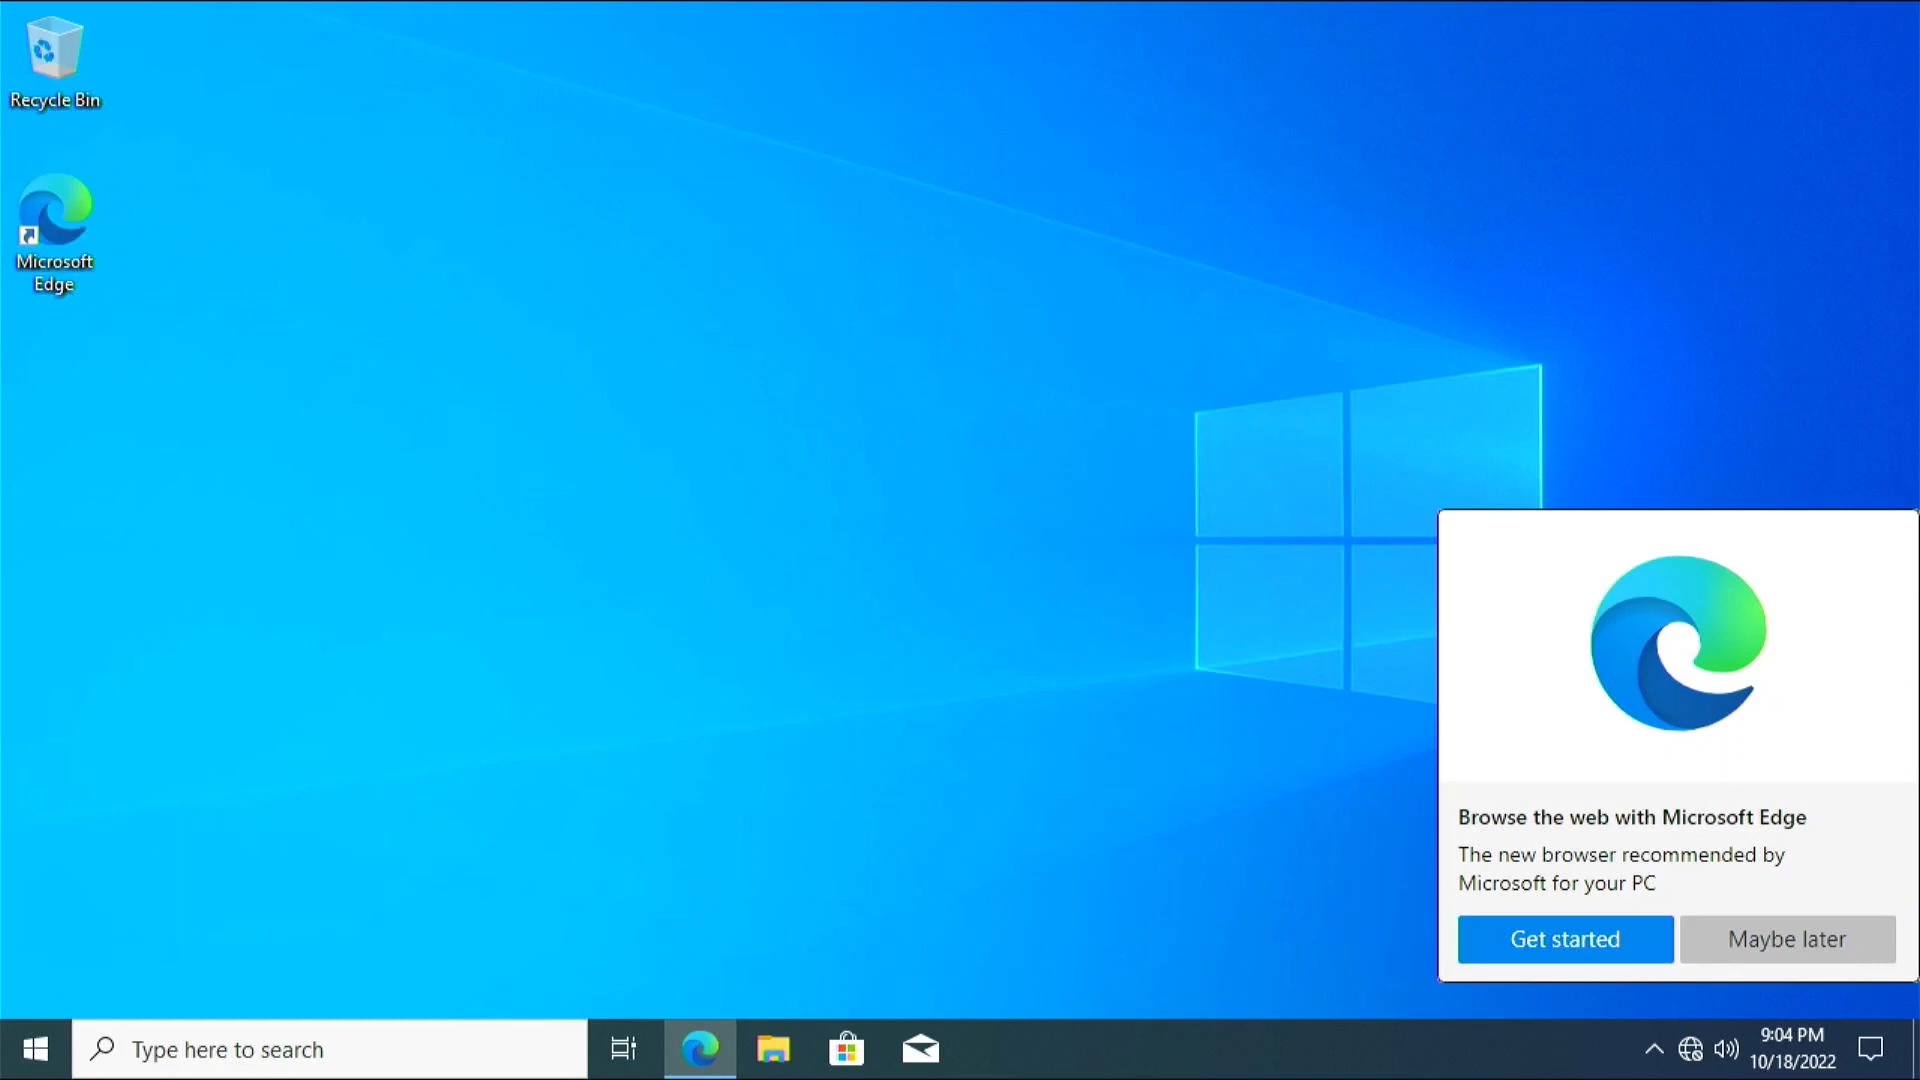 Recycle Bin
Microsoft
Edge
Browse the web with Microsoft Edge
The new browser recommended by
Microsoft for your PC
Get started
Maybe later
Type here to search
9:04 PM
10/18/2022